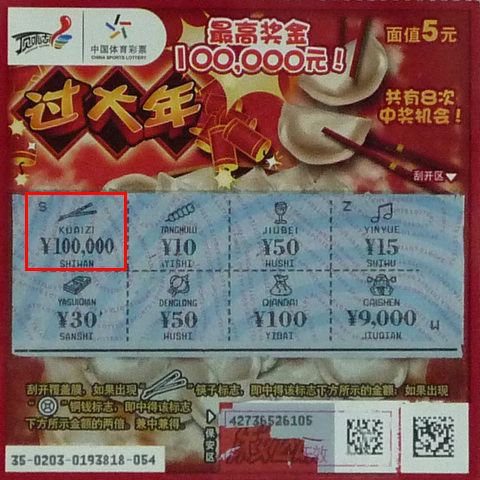 顶呱刮
中国体育彩票
CHINA SPORTS LOTTERY
最高奖金
100,000元！
面值5元
过大年
共有8次
中奖机会！
刮开区
S
Z
KUAIZI
TANGHULU
JIUBEI
YINYUE
¥100,000
¥10
¥50
¥15
SHIWAN
YISHI
WUSHI
SHIWU
YAGUOQIAN
DENGLONG
QIANDAI
CAISHEN
¥30
¥50
¥100
¥9,000
W
SANSHI
WUSHI
YIBAI
JIUQIAN
刮开覆盖膜，如果出现“ ”筷子标志，即中得该标志下方所示的金额；如果出现
“ ”铜钱标志，即中得该标志
下方所示金额的两倍，兼中兼得
保安区
42736526105
效
35-0203-0193818-054